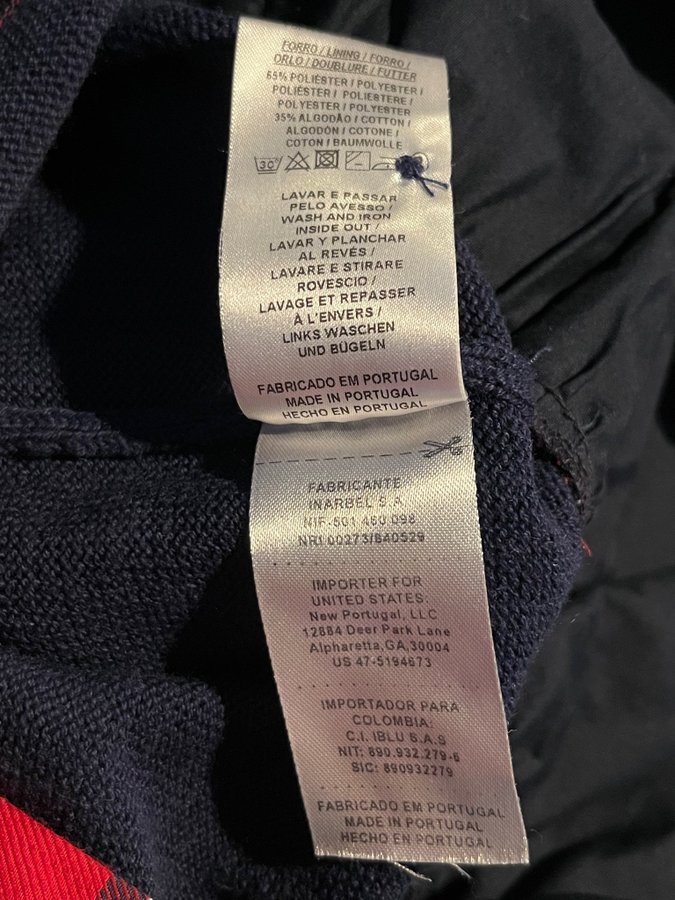 FORRO / LINING / FORRO /
ORLO / DOUBLURE / FUTTER
65% POLIÉSTER / POLYESTER /
POLIÉSTER / POLIESTERE /
POLYESTER / POLYESTER
35% ALGODÃO / COTTON /
ALGODÓN / COTONE /
COTON / BAUMWOLLE
30°
LAVAR E PASSAR
PELO AVESSO /
WASH AND IRON
INSIDE OUT /
LAVAR Y PLANCHAR
AL REVÉS /
LAVARE E STIRARE
ROVESCIO /
LAVAGE ET REPASSER
À L'ENVERS /
LINKS WASCHEN
UND BÜGELN
FABRICADO EM PORTUGAL
MADE IN PORTUGAL
HECHO EN PORTUGAL
FABRICANTE
INARBEL S.A.
NIF-501 460 098
NRI 00273/840529
IMPORTER FOR
UNITED STATES:
New Portugal, LLC
12884 Deer Park Lane
Alpharetta,GA,30004
US 47-5194673
IMPORTADOR PARA
COLOMBIA:
C.I. IBLU S.A.S
NIT: 890.932.279-6
SIC: 890932279
FABRICADO EM PORTUGAL
MADE IN PORTUGAL
HECHO EN PORTUGAL